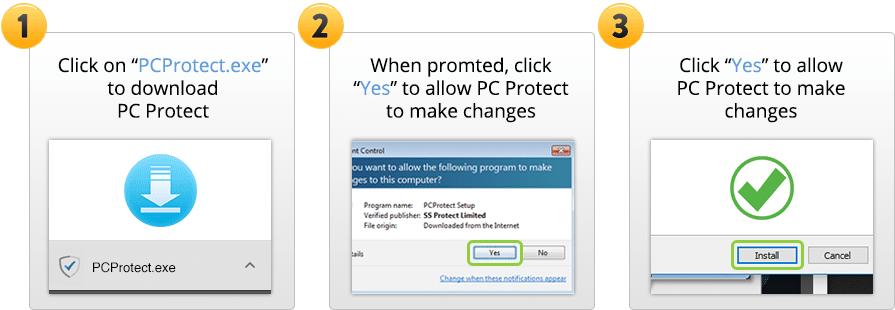 1
Click on “PCProtect.exe”
to download
PC Protect
PCProtect.exe
2
When promted, click
“Yes” to allow PC Protect
to make changes
nt Control
ou want to allow the following program to make
ges to this computer?
Program name: PCProtect Setup
Verified publisher: SS Protect Limited
File origin: Downloaded from the Internet
tails
Yes
No
Change when these notifications appear
3
Click “Yes” to allow
PC Protect to make
changes
Install
Cancel